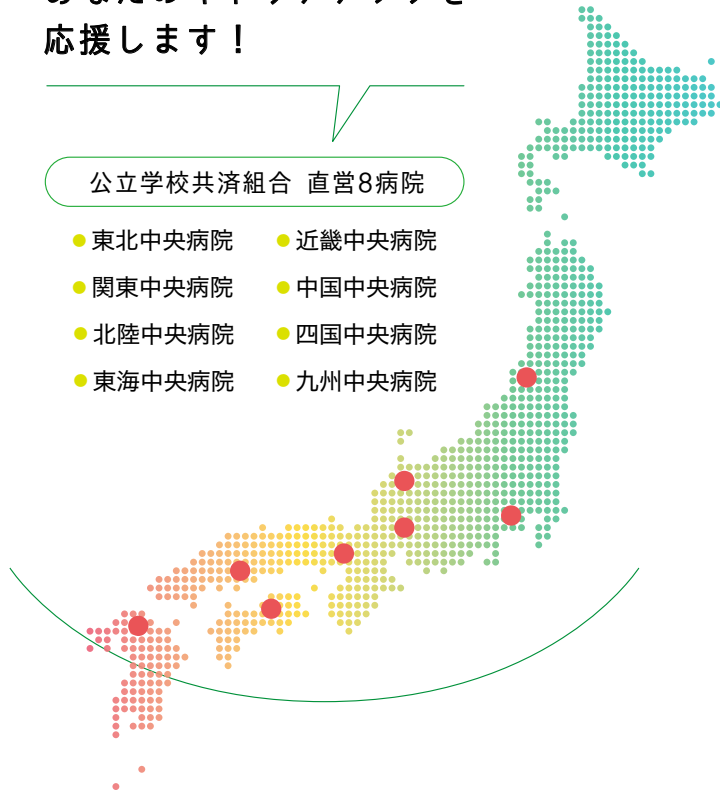 応援します！
公立学校共済組合 直営8病院
東北中央病院
関東中央病院
北陸中央病院
東海中央病院
近畿中央病院
中国中央病院
四国中央病院
九州中央病院